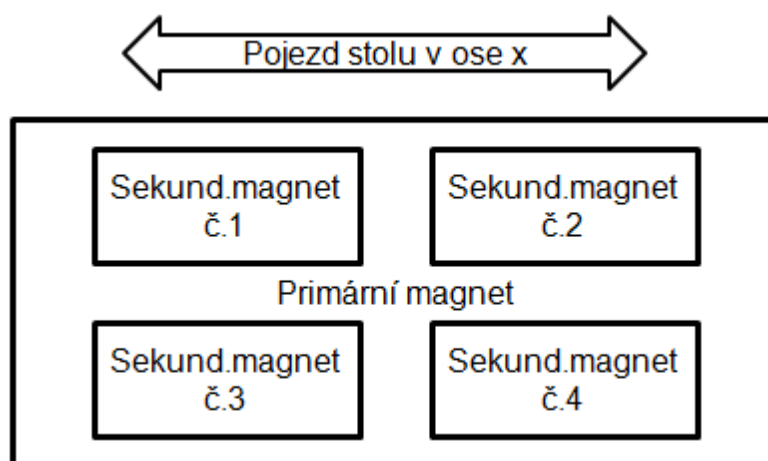 Pojezd stolu v ose x
Sekund.magnet
č.1
Sekund.magnet
č.2
Primární magnet
Sekund.magnet
č.3
Sekund.magnet
č.4